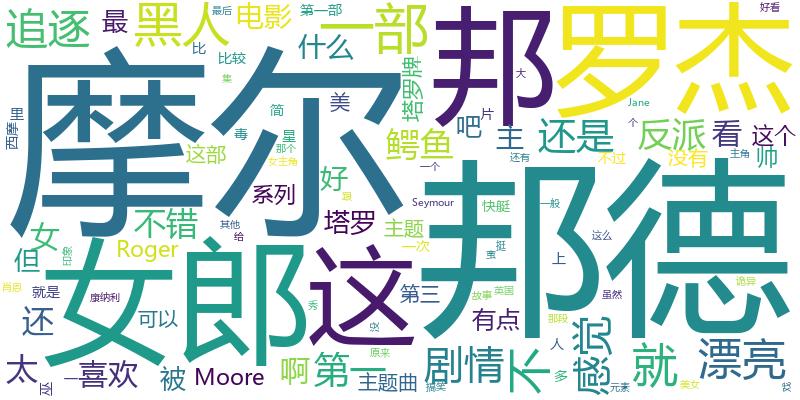 追逐 最 黑人 电影 第一部 最后 一部 邦 罗杰 好看
比 比较 什么 集 大
西摩 里 摩尔 简 美 星 塔罗牌 吧 主 还是 反派 看 这个
毒 那个 鳄鱼 片 Jane 个
这部 女主角 好 一个 还有 不过 没有 主角 帅
女 不错 系列 塔罗 主题 Seymour 快艇 一般 邦德
但 印象 Roger 其他 给 一次 蛮 挺 上 这么 诡异
肖恩 就是 康纳利 女郎 秀 这 没 第三 故事 英国 虽然
还 可以 有点 那段 人 感觉 就 漂亮
太 巫 喜欢 被 Moore 啊 原来 第一 主题曲 搞笑 剧情 不 多 元素 美女